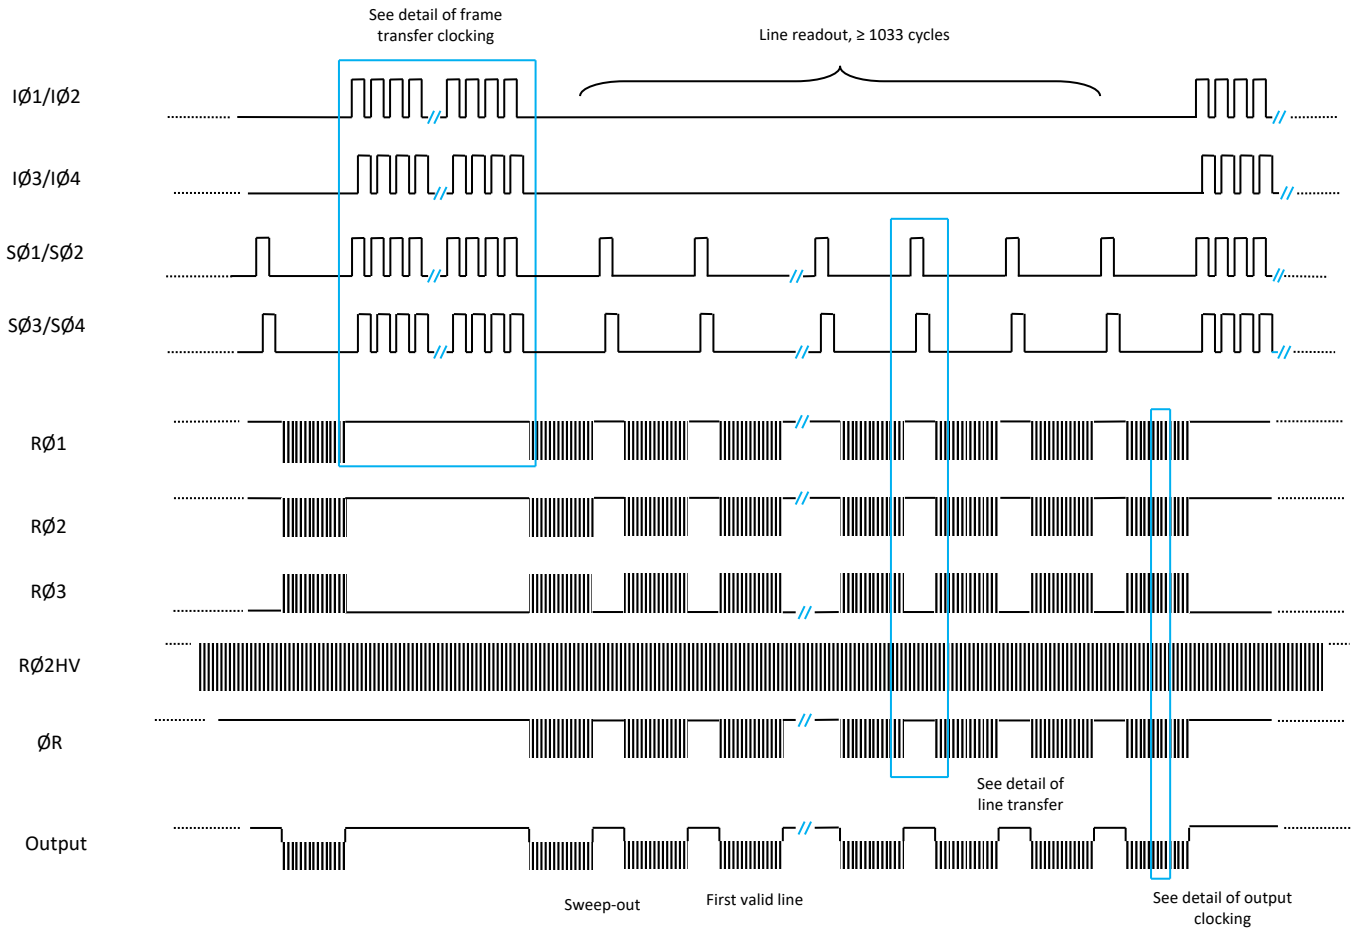 See detail of frame
transfer clocking
Line readout, ≥ 1033 cycles
IØ1/IØ2
IØ3/IØ4
SØ1/SØ2
SØ3/SØ4
RØ1
RØ2
RØ3
RØ2HV
ØR
See detail of
line transfer
Output
Sweep-out
First valid line
See detail of output
clocking